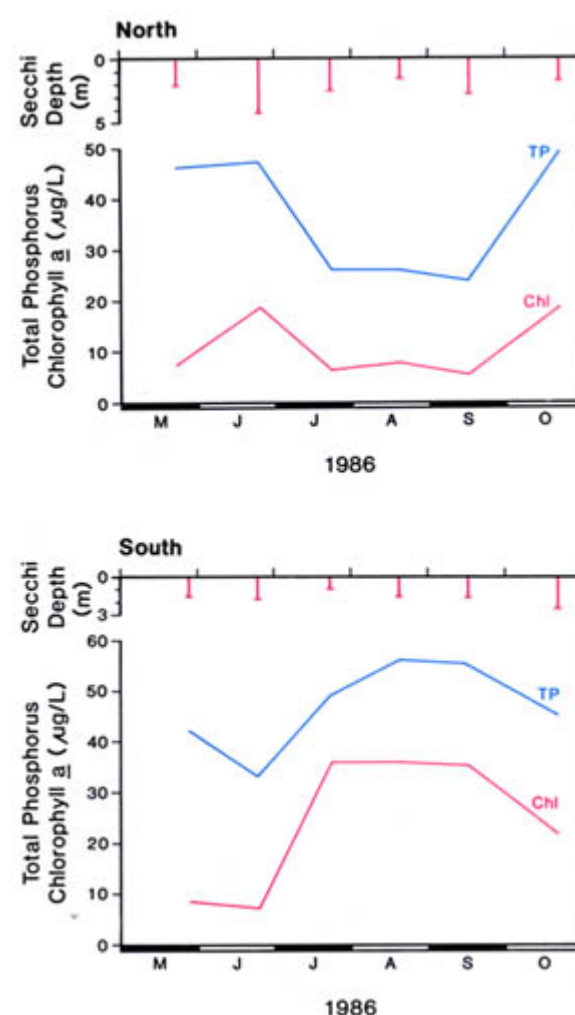 North
Secchi
Depth
(m)
0
5
Total Phosphorus
Chlorophyll a (µg/L)
50
40
30
20
10
0
TP
Chl
M J J A S O
1986
South
Secchi
Depth
(m)
0
3
Total Phosphorus
Chlorophyll a (µg/L)
60
50
40
30
20
10
0
TP
Chl
M J J A S O
1986